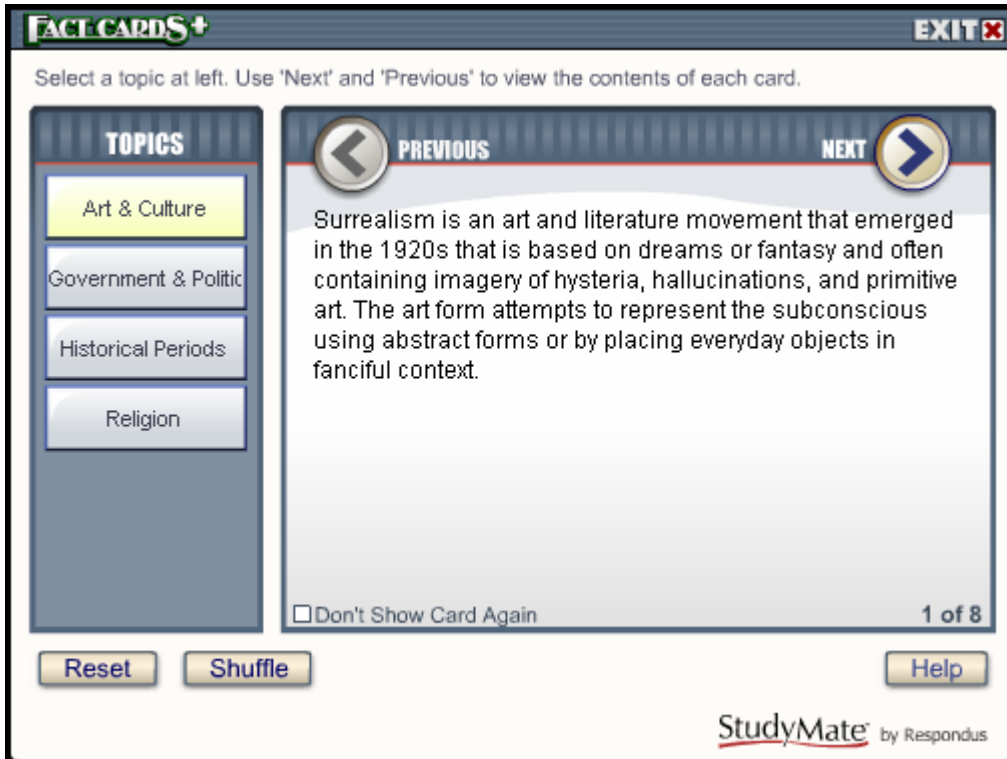 FACT CARDS+
EXIT
Select a topic at left. Use 'Next' and 'Previous' to view the contents of each card.
TOPICS
Art & Culture
Government & Politic
Historical Periods
Religion
PREVIOUS
NEXT
Surrealism is an art and literature movement that emerged
in the 1920s that is based on dreams or fantasy and often
containing imagery of hysteria, hallucinations, and primitive
art. The art form attempts to represent the subconscious
using abstract forms or by placing everyday objects in
fanciful context.
Don't Show Card Again
1 of 8
Reset
Shuffle
Help
StudyMate by Respondus